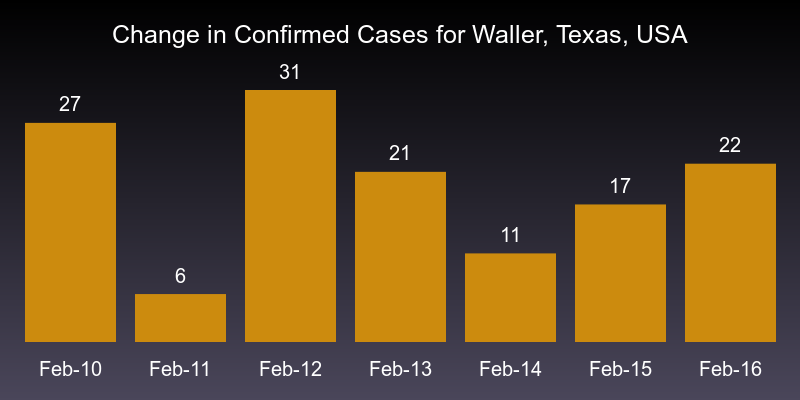 Change in Confirmed Cases for Waller, Texas, USA
27
6
31
21
11
17
22
Feb-10
Feb-11
Feb-12
Feb-13
Feb-14
Feb-15
Feb-16